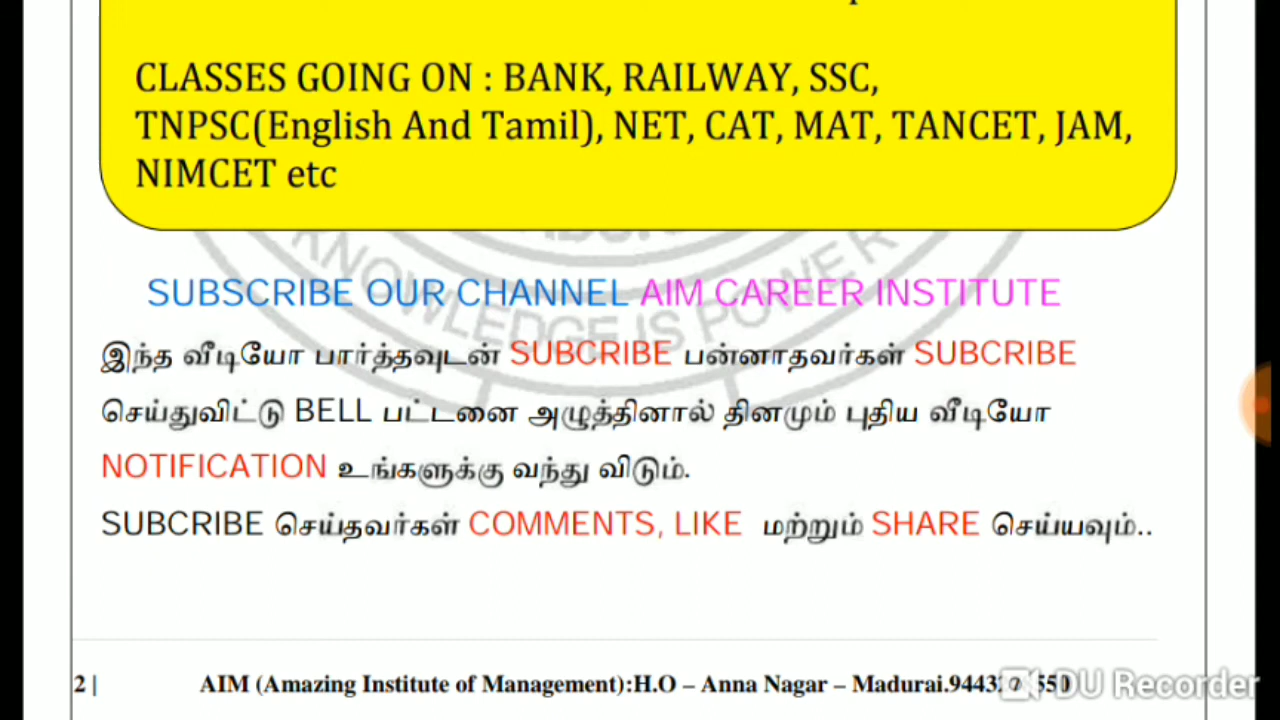 CLASSES GOING ON : BANK, RAILWAY, SSC,
TNPSC(English And Tamil), NET, CAT, MAT, TANCET, JAM,
NIMCET etc
KNOWLEDGE IS POWER
SUBSCRIBE OUR CHANNEL AIM CAREER INSTITUTE
இந்த வீடியோ பார்த்தவுடன் SUBCRIBE பன்னாதவர்கள் SUBCRIBE
செய்துவிட்டு BELL பட்டனை அழுத்தினால் தினமும் புதிய வீடியோ
NOTIFICATION உங்களுக்கு வந்து விடும்.
SUBCRIBE செய்தவர்கள் COMMENTS, LIKE மற்றும் SHARE செய்யவும்..
2 | AIM (Amazing Institute of Management):H.O – Anna Nagar – Madurai.
DU Recorder